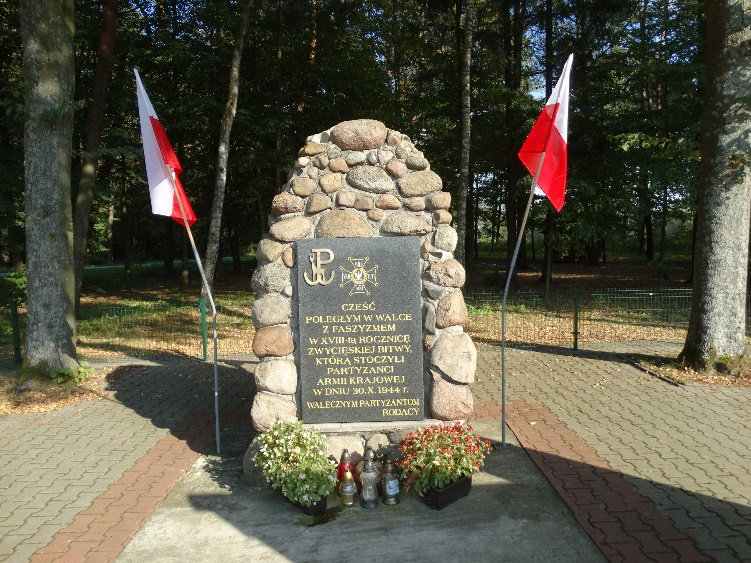 CZEŚĆ
POLEGŁYM W WALCE
Z FASZYZMEM
W XVIII-tą ROCZNICĘ
ZWYCIĘSKIEJ BITWY,
KTÓRĄ STOCZYLI
PARTYZANCI
ARMII KRAJOWEJ
W DNIU 30.X.1944 r.
WALECZNYM PARTYZANTOM
RODACY